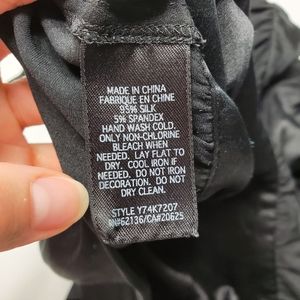 MADE IN CHINA
FABRIQUE EN CHINE
95% SILK
5% SPANDEX
HAND WASH COLD.
ONLY NON-CHLORINE
BLEACH WHEN
NEEDED. LAY FLAT TO
DRY. COOL IRON IF
NEEDED. DO NOT IRON
DECORATION. DO NOT
DRY CLEAN.
STYLE Y74K7207
RN#62136/CA#20625